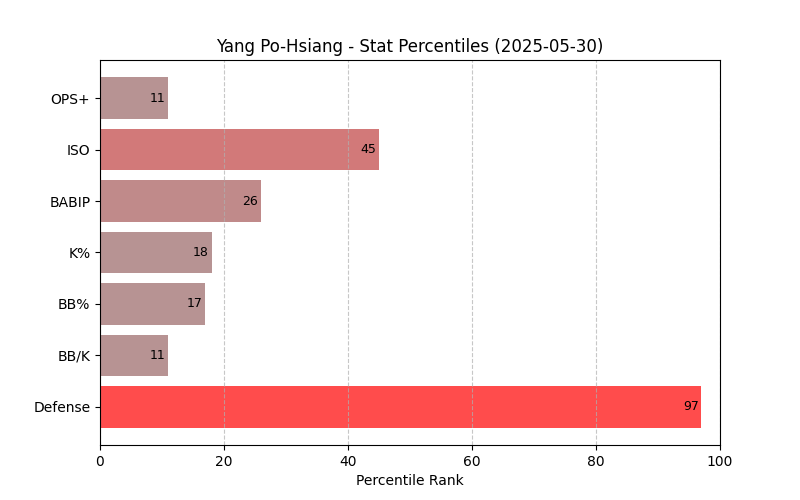 Yang Po-Hsiang - Stat Percentiles (2025-05-30)
OPS+ 11
ISO 45
BABIP 26
K% 18
BB% 17
BB/K 11
Defense 97
0 20 40 60 80 100
Percentile Rank